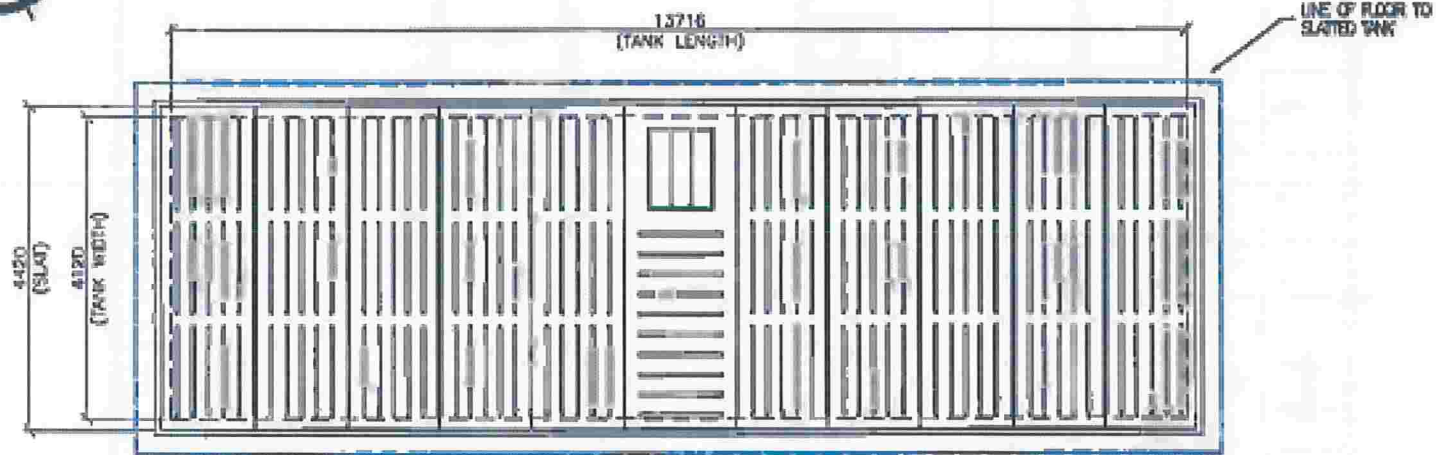 13716
(TANK LENGTH)
LINE OF FLOOR TO
SLATTED TANK
4420
(SLAT)
4120
(TANK WIDTH)